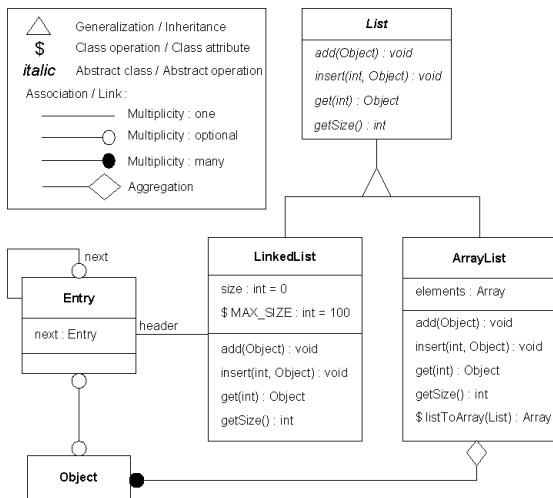 Generalization / Inheritance
$ Class operation / Class attribute
italic Abstract class / Abstract operation
Association / Link :
Multiplicity : one
Multiplicity : optional
Multiplicity : many
Aggregation
List
add(Object) : void
insert(int, Object) : void
get(int) : Object
getSize() : int
next
Entry
next : Entry
header
LinkedList
size : int = 0
$ MAX_SIZE : int = 100
add(Object) : void
insert(int, Object) : void
get(int) : Object
getSize() : int
ArrayList
elements : Array
add(Object) : void
insert(int, Object) : void
get(int) : Object
getSize() : int
$ listToArray(List) : Array
Object